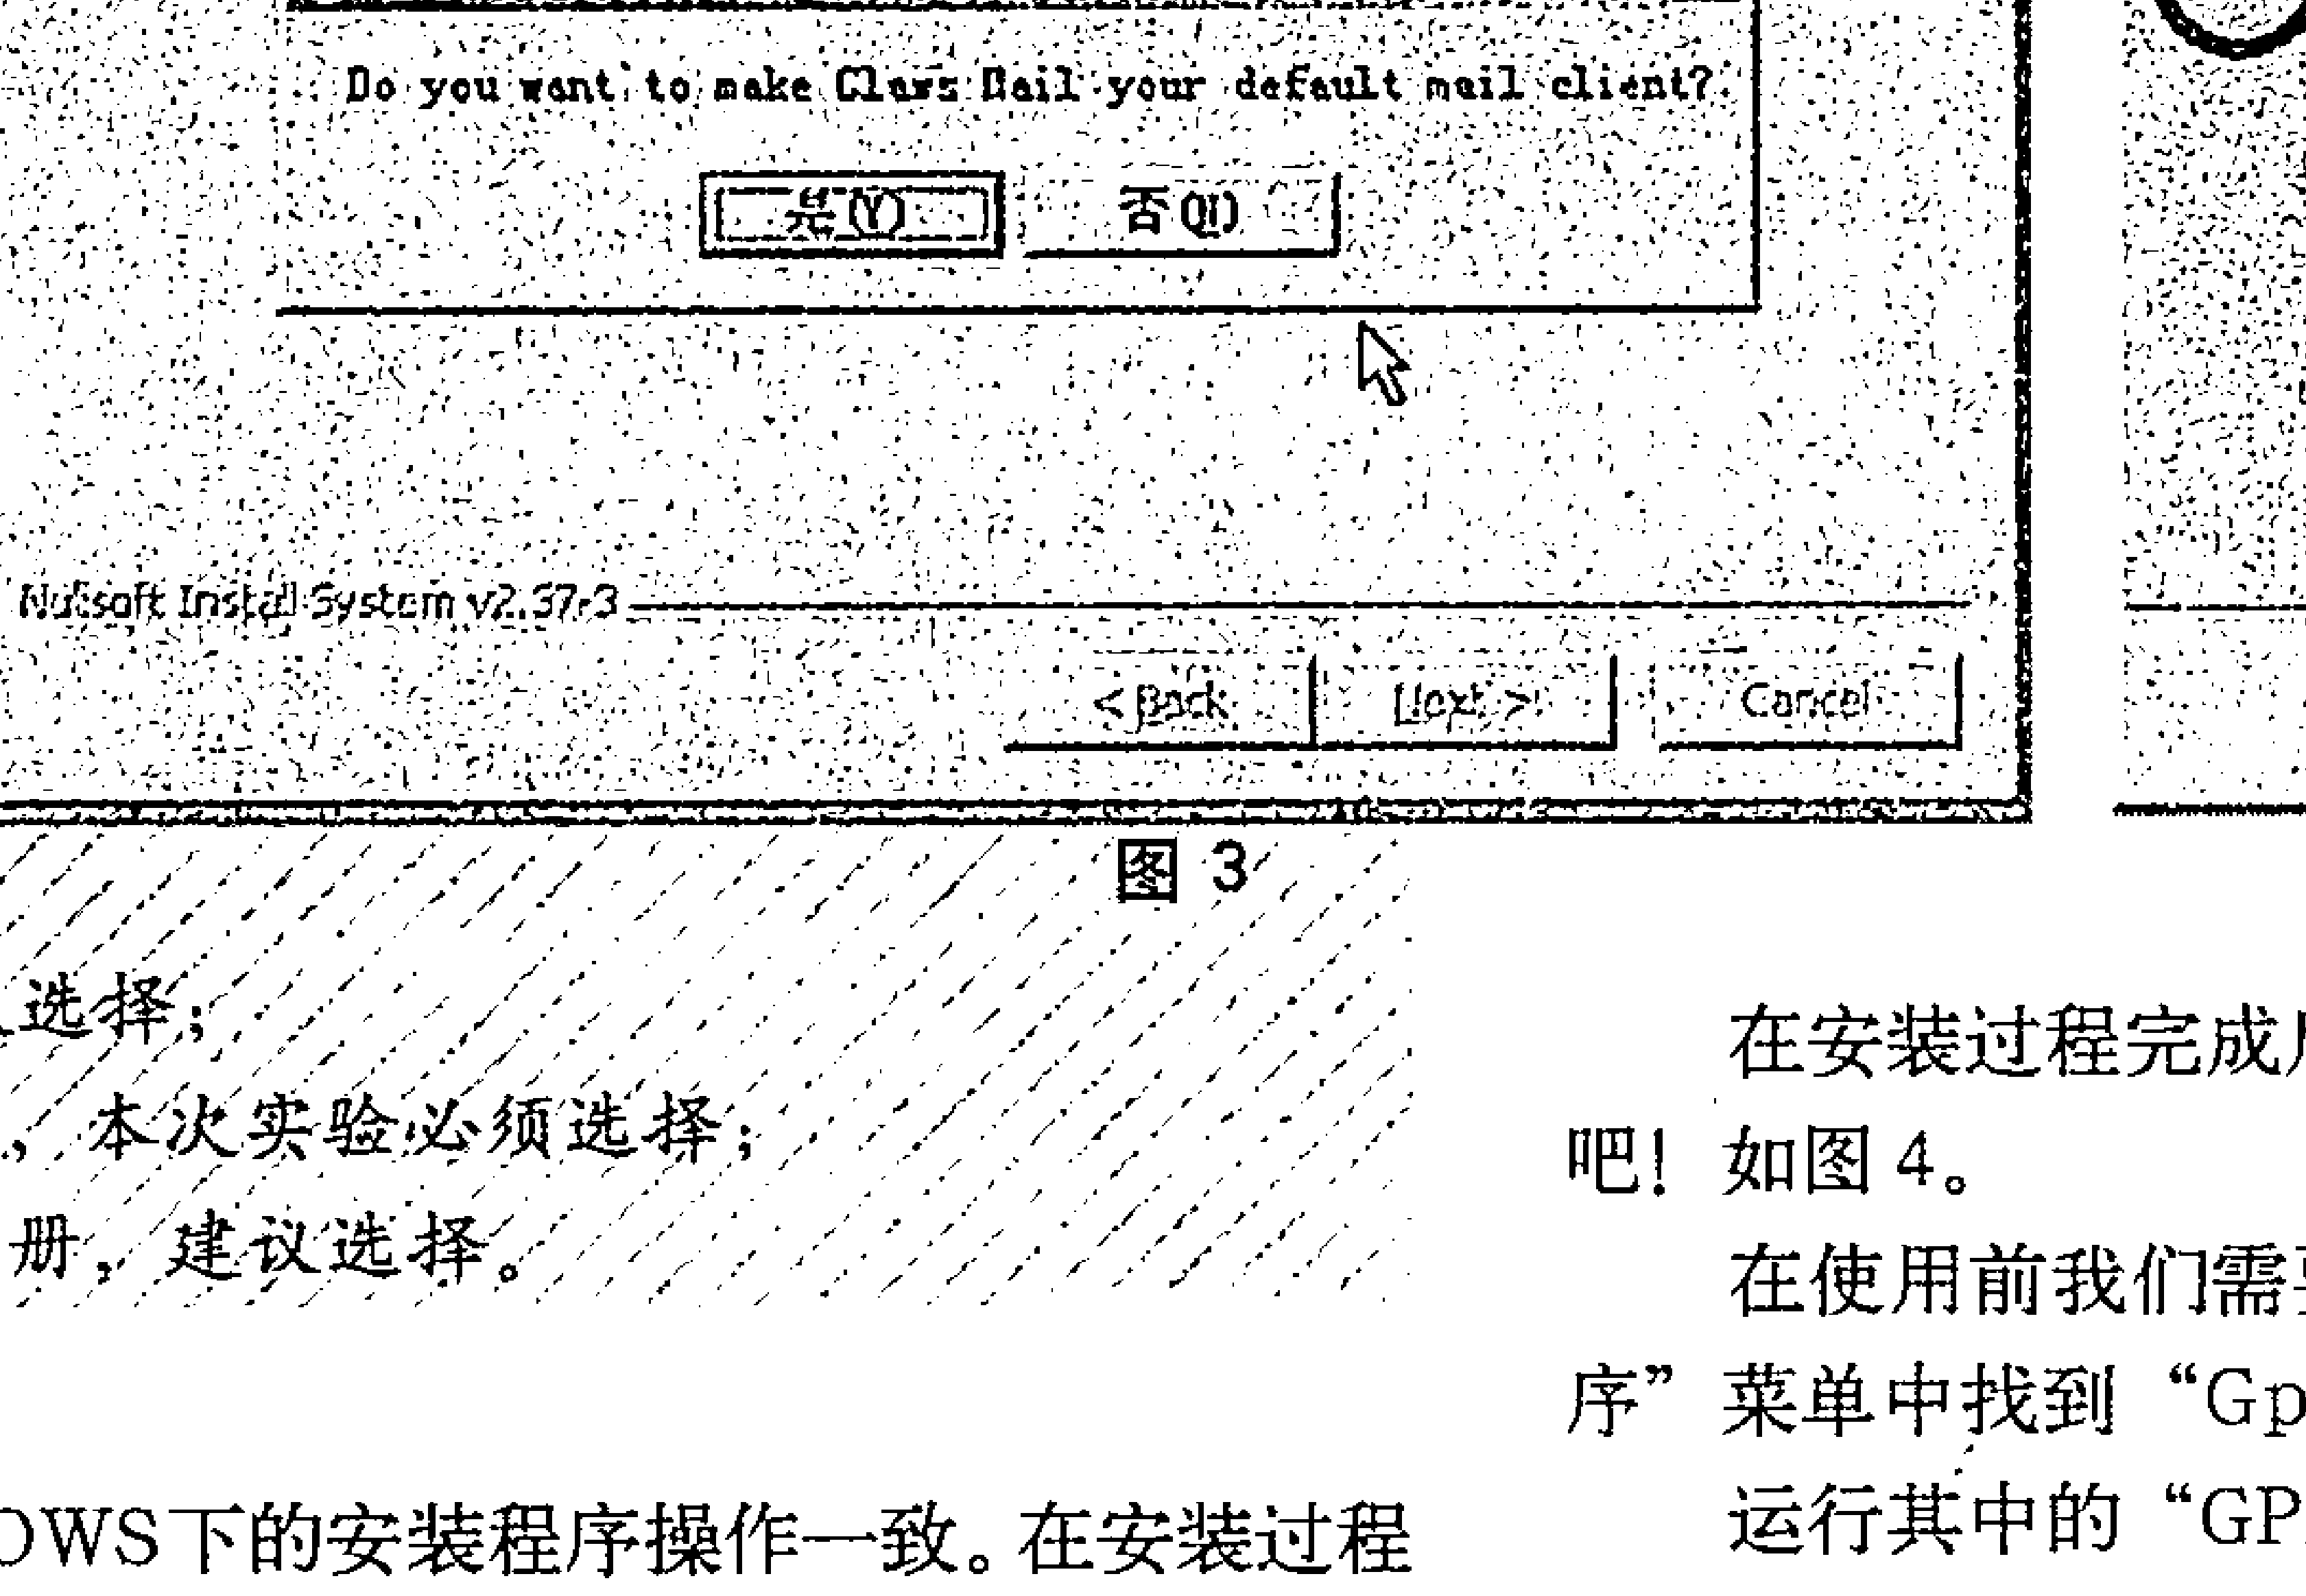 Do you want to make Claws Mail your default mail client?
是(Y) 否(N)
Nullsoft Install System v2.37r3
< Back Next > Cancel
图 3
选择;
,本次实验必须选择;
册,建议选择。
OWS下的安装程序操作一致。在安装过程
在安装过程完成
吧!如图 4。
在使用前我们需
序”菜单中找到“Gp
运行其中的“GP